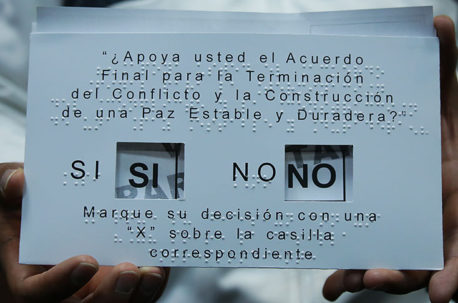 “¿Apoya usted el Acuerdo
Final para la Terminación
del Conflicto y la Construcción
de una Paz Estable y Duradera?”
SI SI NO NO
Marque su decisión con una
“X” sobre la casilla
correspondiente